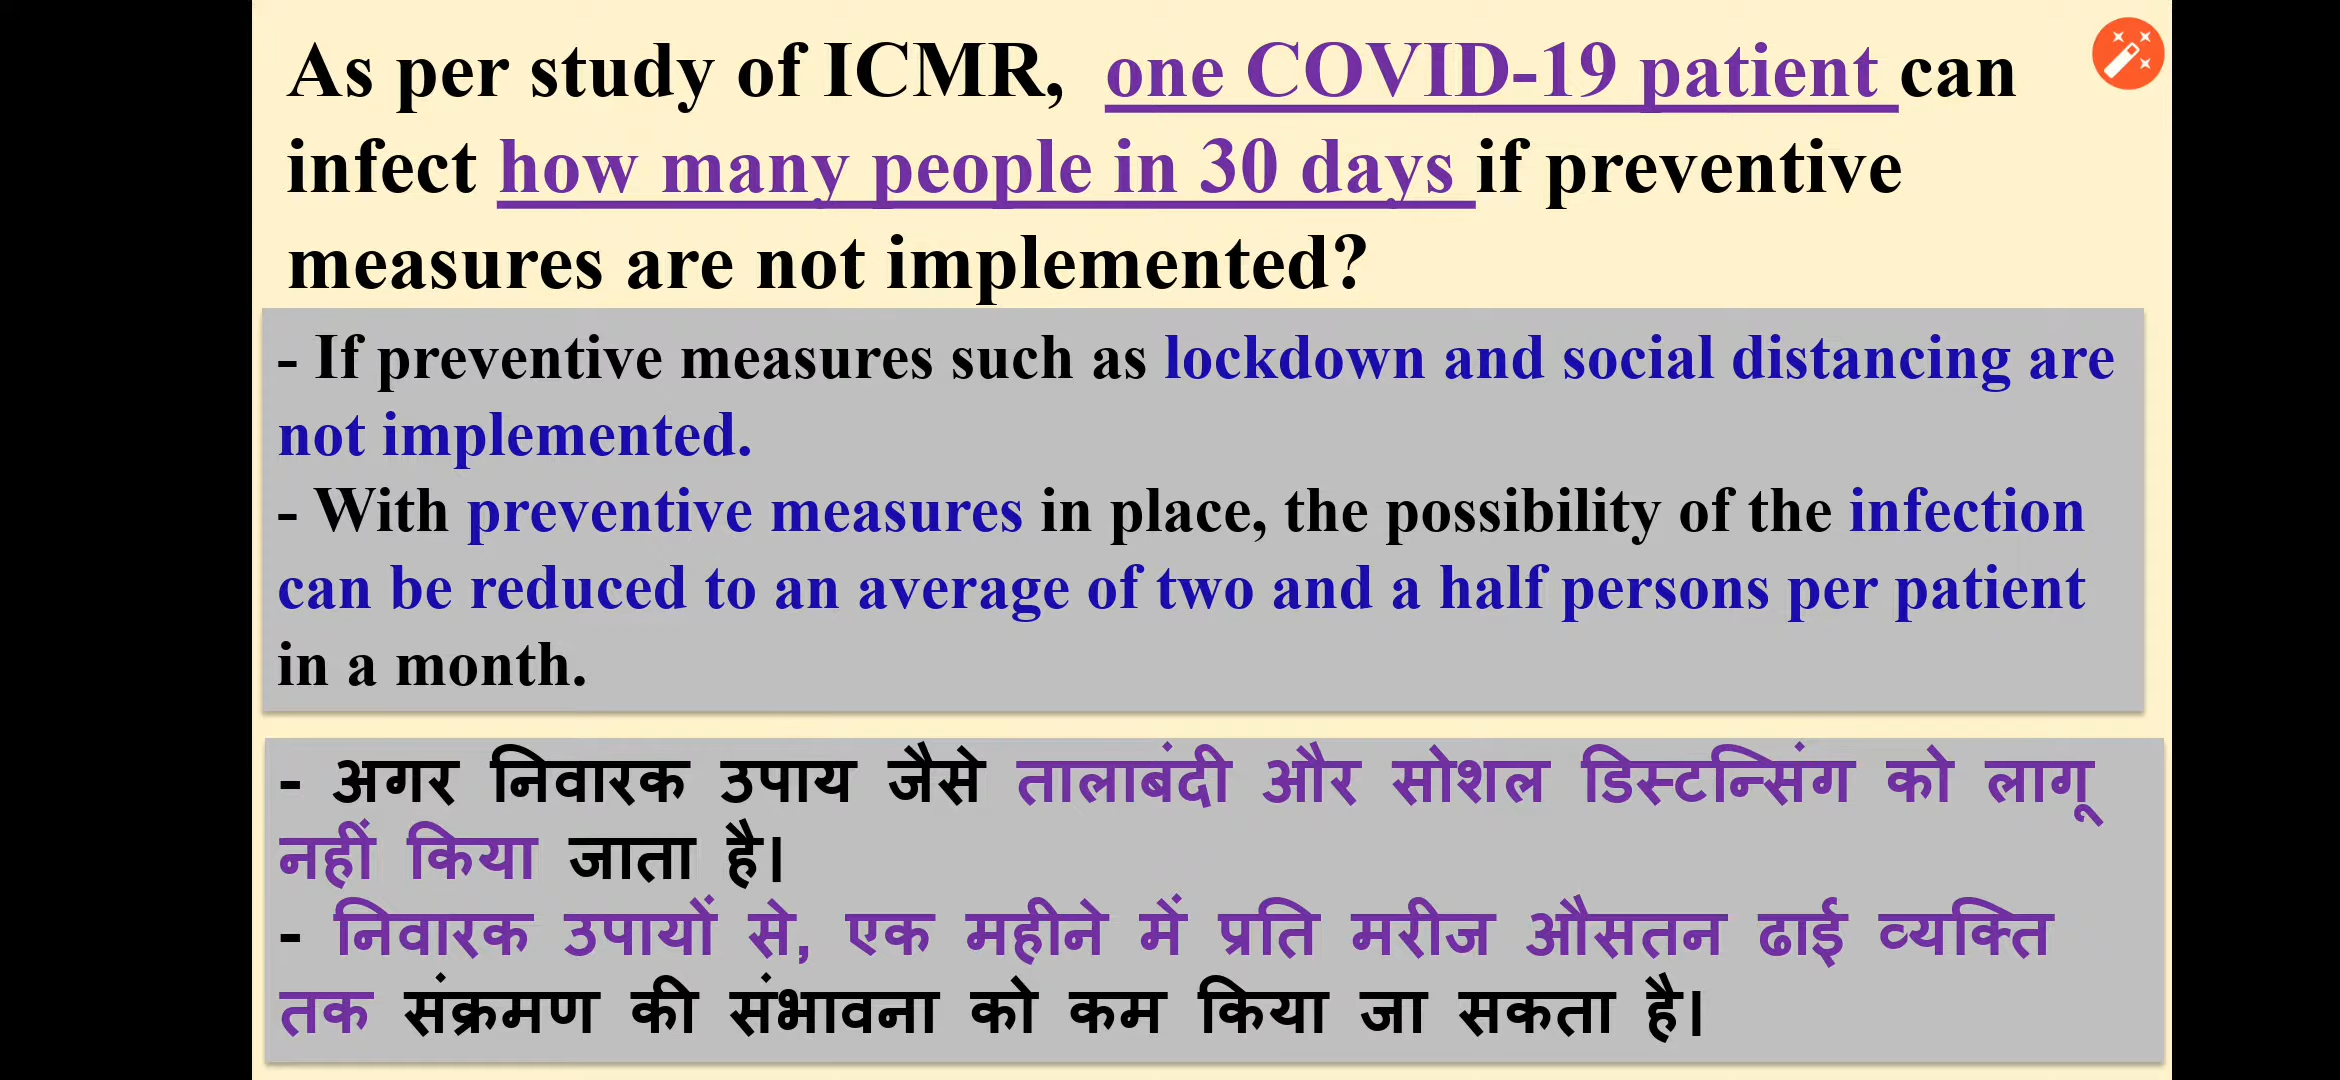 As per study of ICMR, one COVID-19 patient can
infect how many people in 30 days if preventive
measures are not implemented?
- If preventive measures such as lockdown and social distancing are
not implemented.
- With preventive measures in place, the possibility of the infection
can be reduced to an average of two and a half persons per patient
in a month.
- अगर निवारक उपाय जैसे तालाबंदी और सोशल डिस्टन्सिंग को लागू
नहीं किया जाता है।
- निवारक उपायों से, एक महीने में प्रति मरीज औसतन ढाई व्यक्ति
तक संक्रमण की संभावना को कम किया जा सकता है।